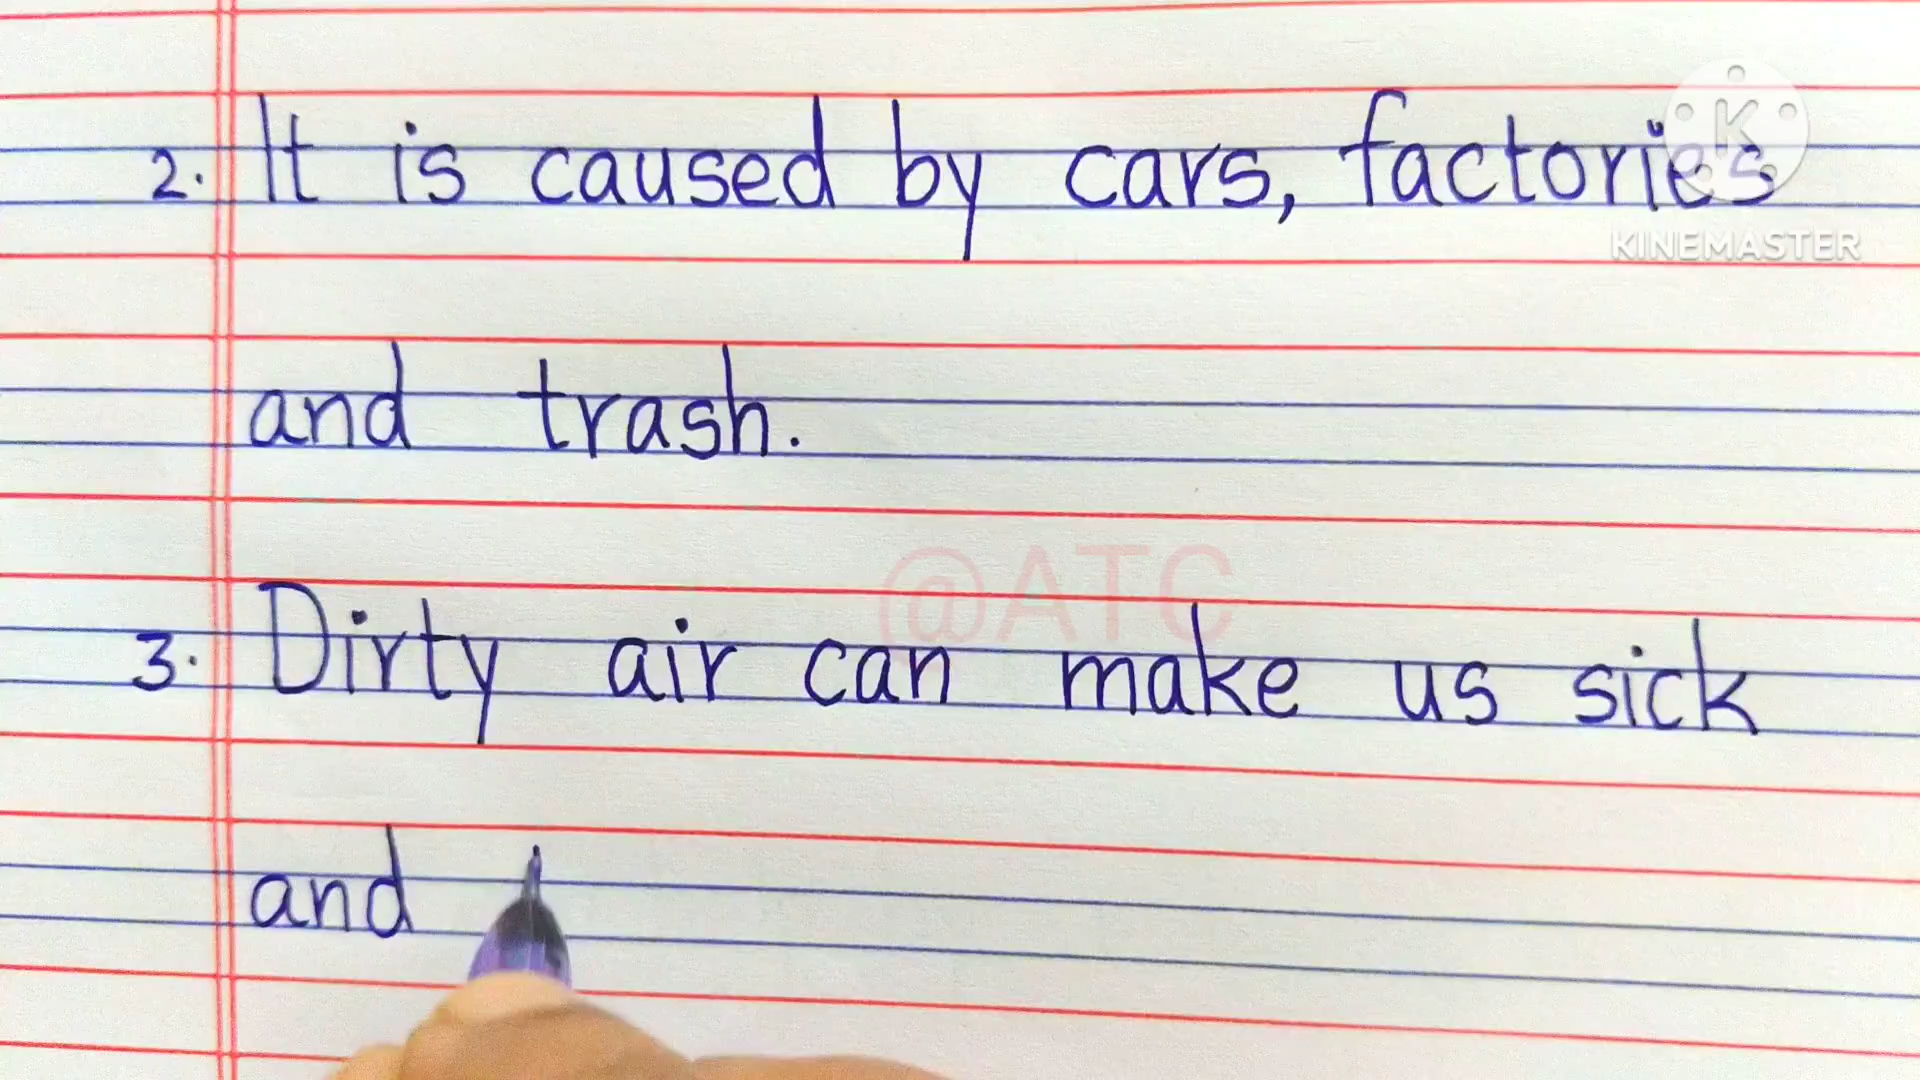 2. It is caused by cars, factories
KINEMASTER
and trash.
@ATC
3. Dirty air can make us sick
and